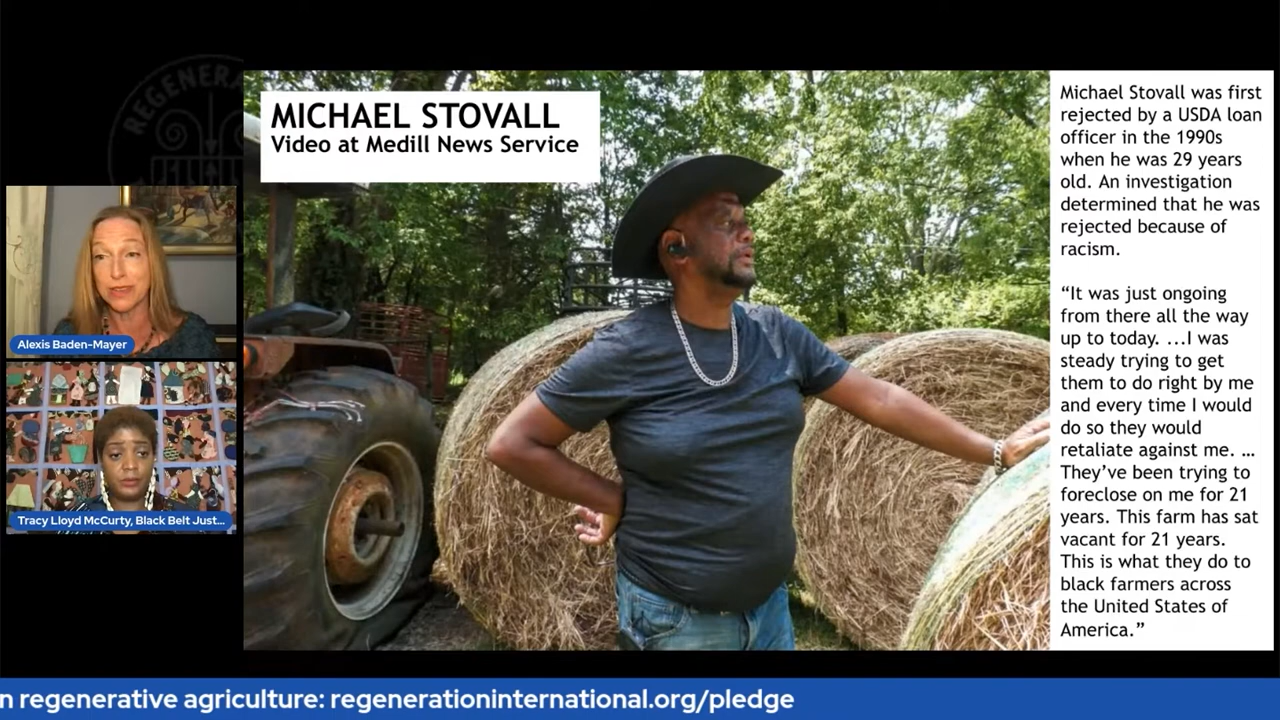 REGENERA
MICHAEL STOVALL
Video at Medill News Service
Michael Stovall was first
rejected by a USDA loan
officer in the 1990s
when he was 29 years
old. An investigation
determined that he was
rejected because of
racism.
“It was just ongoing
from there all the way
up to today. ...I was
steady trying to get
them to do right by me
and every time I would
do so they would
retaliate against me. …
They’ve been trying to
foreclose on me for 21
years. This farm has sat
vacant for 21 years.
This is what they do to
black farmers across
the United States of
America.”
Alexis Baden-Mayer
Tracy Lloyd McCurty, Black Belt Just...
n regenerative agriculture: regenerationinternational.org/pledge